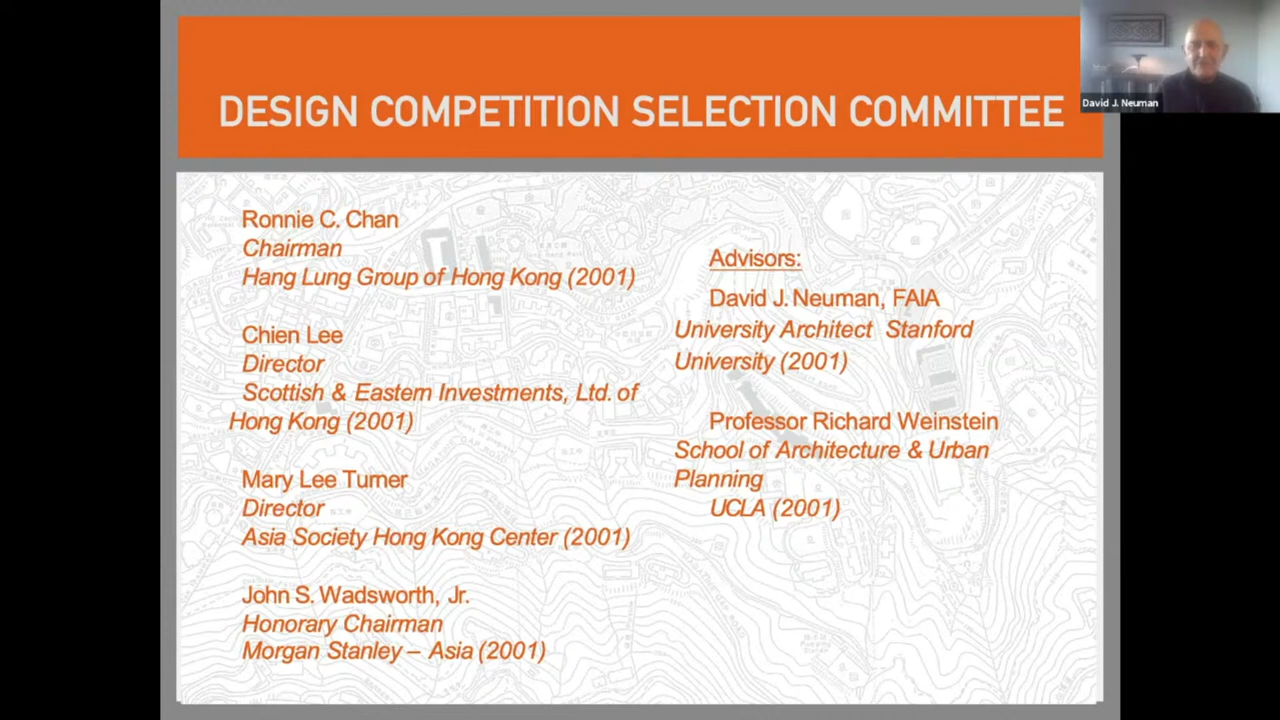 DESIGN COMPETITION SELECTION COMMITTEE
David J. Neuman
Ronnie C. Chan
Chairman
Hang Lung Group of Hong Kong (2001)
Chien Lee
Director
Scottish & Eastern Investments, Ltd. of
Hong Kong (2001)
Mary Lee Turner
Director
Asia Society Hong Kong Center (2001)
John S. Wadsworth, Jr.
Honorary Chairman
Morgan Stanley – Asia (2001)
Advisors:
David J. Neuman, FAIA
University Architect Stanford
University (2001)
Professor Richard Weinstein
School of Architecture & Urban
Planning
UCLA (2001)